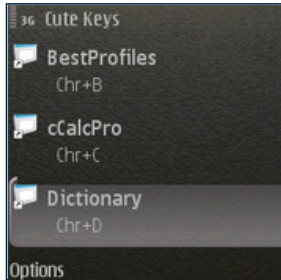 3G Cute Keys
BestProfiles
Chr+B
cCalcPro
Chr+C
Dictionary
Chr+D
Options